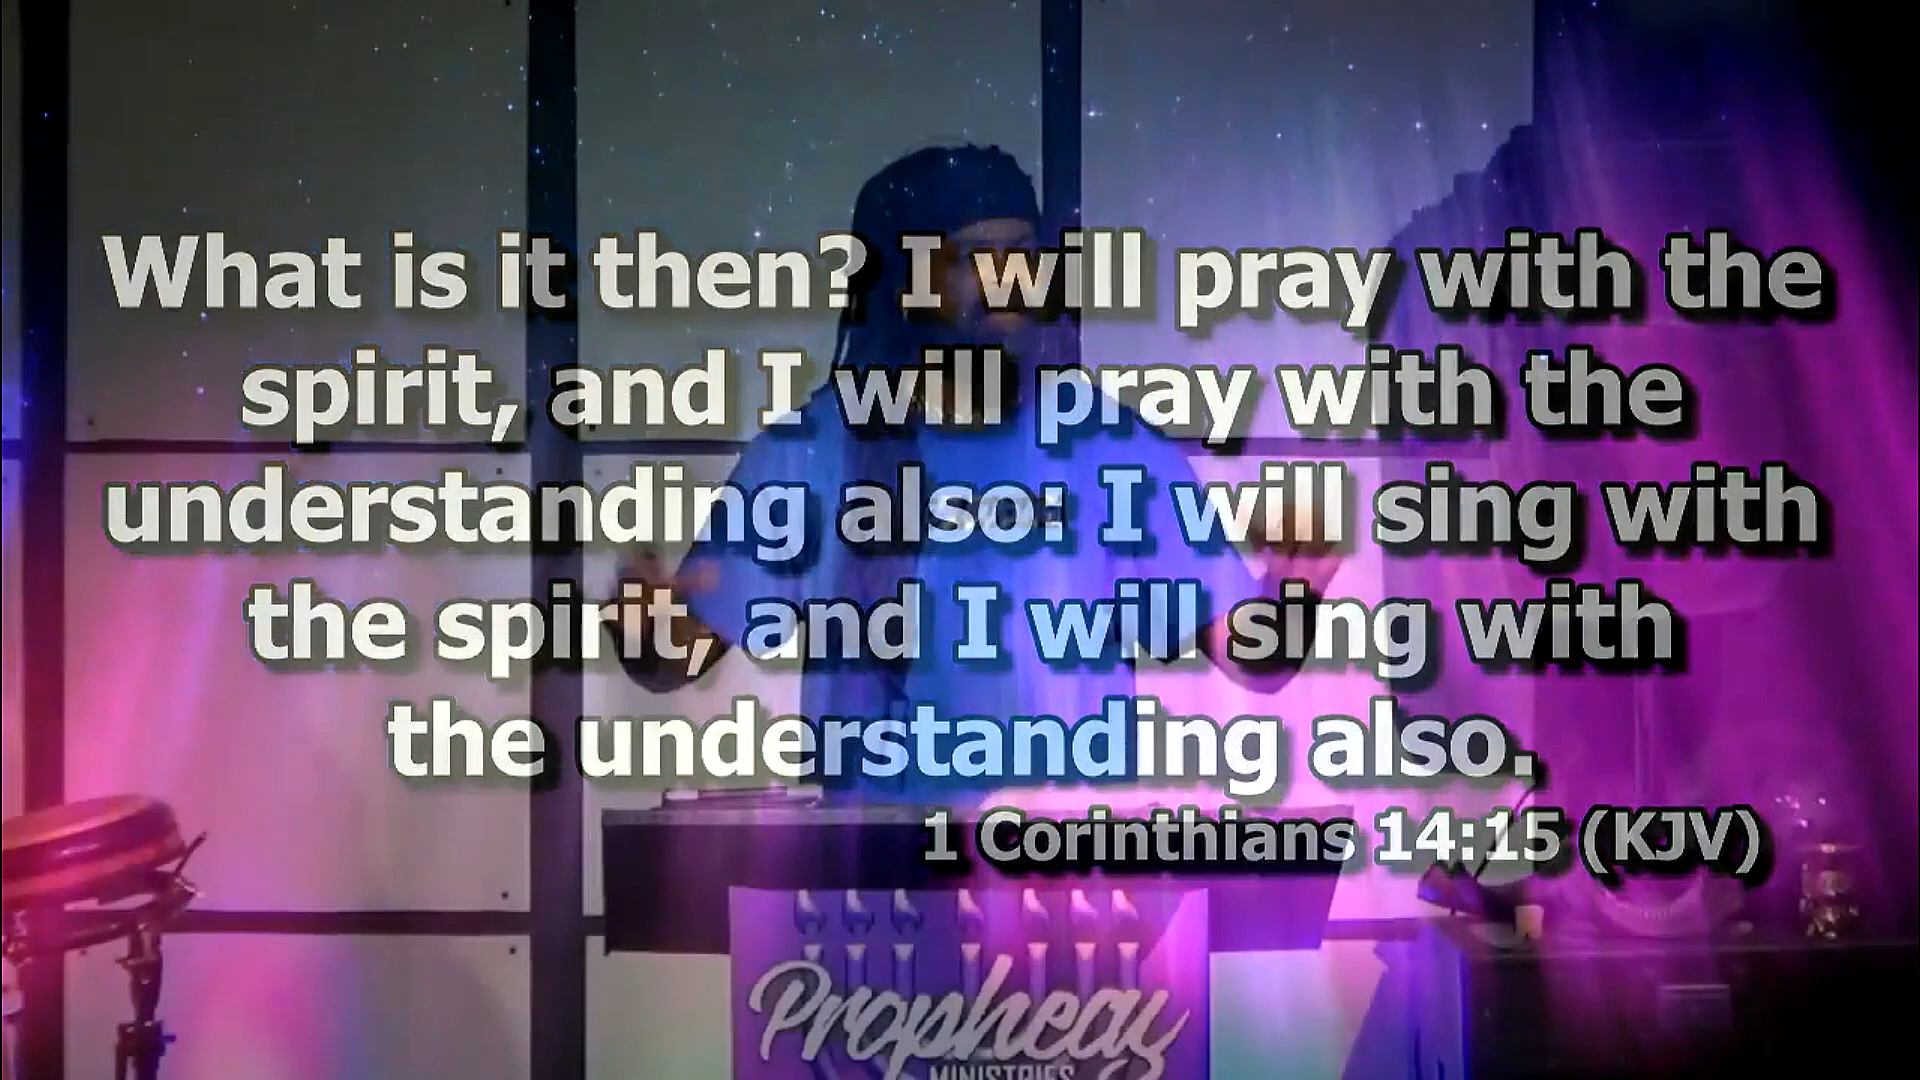 What is it then? I will pray with the
spirit, and I will pray with the
understanding also: I will sing with
the spirit, and I will sing with
the understanding also.
1 Corinthians 14:15 (KJV)
MINISTRIES